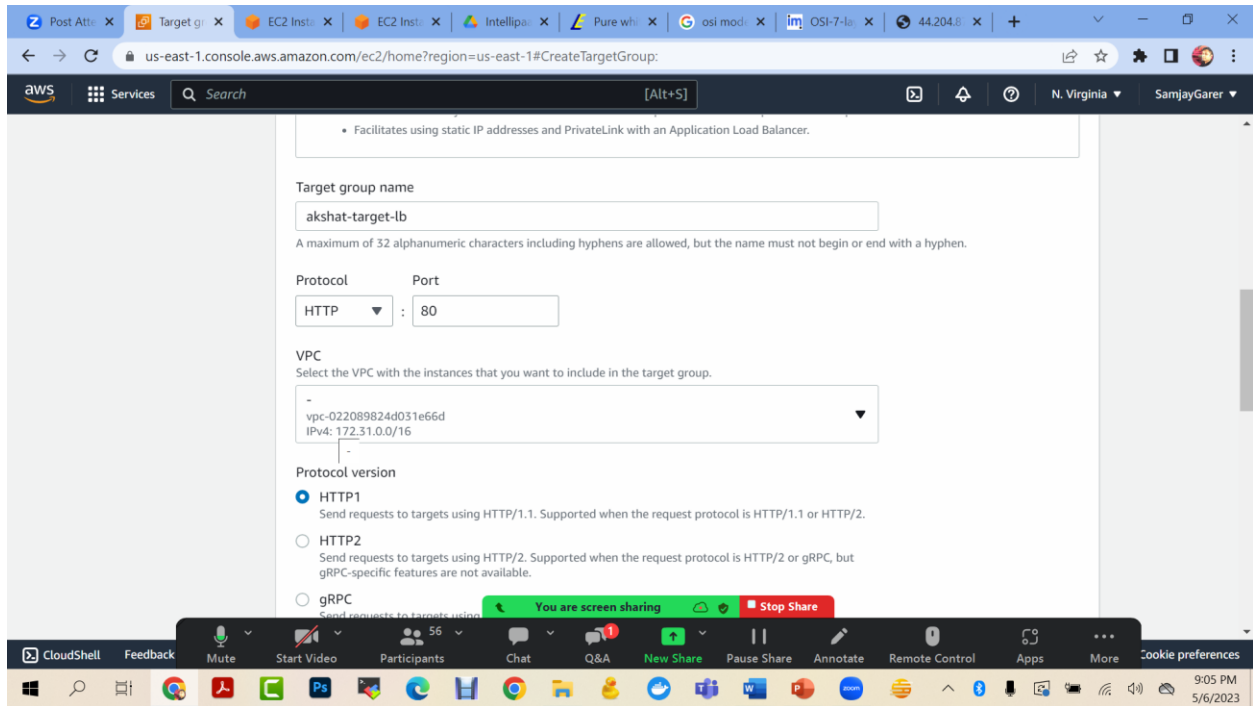 Post Atte
Target gr
EC2 Insta
EC2 Insta
Intellipaa
Pure whi
osi mode
OSI-7-la
44.204.8
us-east-1.console.aws.amazon.com/ec2/home?region=us-east-1#CreateTargetGroup:
aws
Services
Search
[Alt+S]
N. Virginia
SamjayGarer
• Facilitates using static IP addresses and PrivateLink with an Application Load Balancer.
Target group name
akshat-target-lb
A maximum of 32 alphanumeric characters including hyphens are allowed, but the name must not begin or end with a hyphen.
Protocol Port
HTTP : 80
VPC
Select the VPC with the instances that you want to include in the target group.
-
vpc-022089824d031e66d
IPv4: 172.31.0.0/16
-
Protocol version
HTTP1
Send requests to targets using HTTP/1.1. Supported when the request protocol is HTTP/1.1 or HTTP/2.
HTTP2
Send requests to targets using HTTP/2. Supported when the request protocol is HTTP/2 or gRPC, but
gRPC-specific features are not available.
gRPC
Send requests to targets using
You are screen sharing
Stop Share
56
1
Mute
Start Video
Participants
Chat
Q&A
New Share
Pause Share
Annotate
Remote Control
Apps
More
CloudShell
Feedback
Cookie preferences
Ps
zoom
9:05 PM
5/6/2023